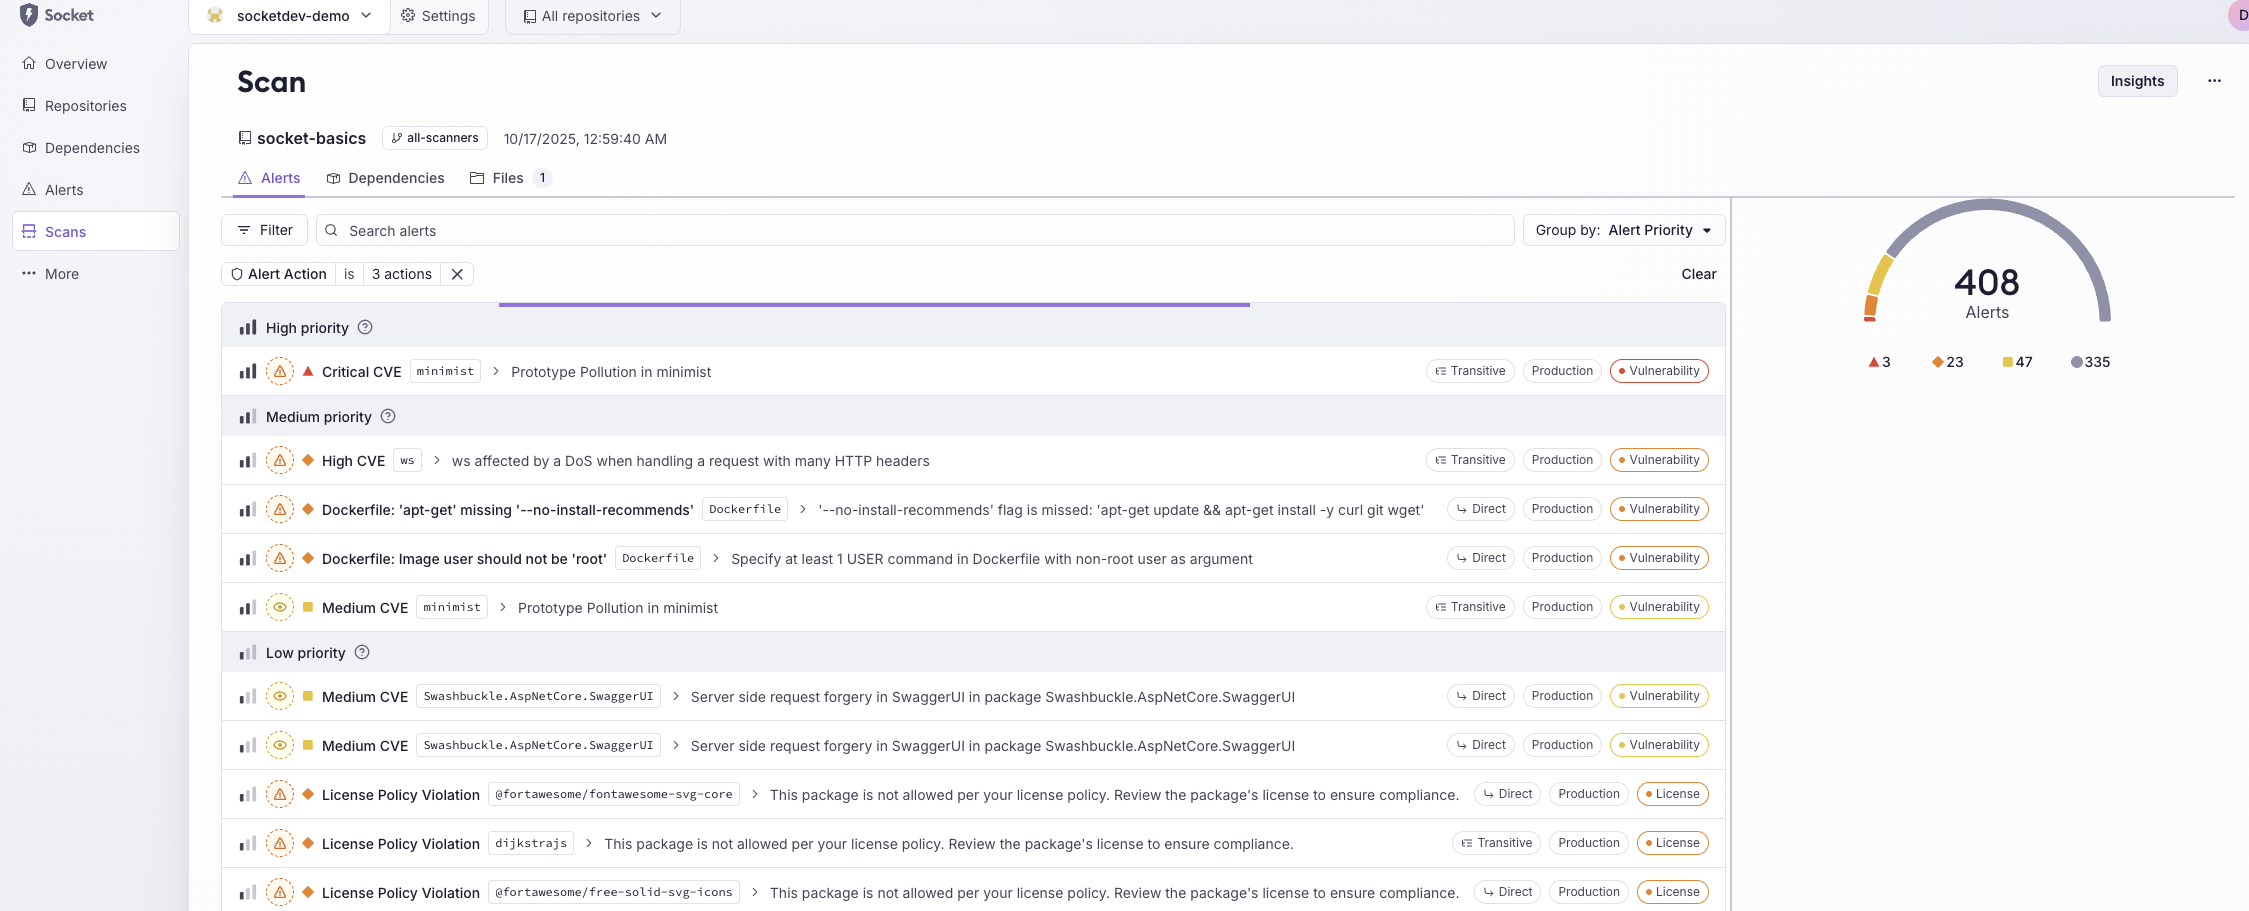 Socket
socketdev-demo
Settings
All repositories
D
Overview
Repositories
Dependencies
Alerts
Scans
More
Scan
Insights
socket-basics all-scanners 10/17/2025, 12:59:40 AM
Alerts Dependencies Files 1
Filter Search alerts Group by: Alert Priority
Alert Action is 3 actions Clear
High priority
Critical CVE minimist Prototype Pollution in minimist Transitive Production Vulnerability
Medium priority
High CVE ws ws affected by a DoS when handling a request with many HTTP headers Transitive Production Vulnerability
Dockerfile: 'apt-get' missing '--no-install-recommends' Dockerfile '--no-install-recommends' flag is missed: 'apt-get update && apt-get install -y curl git wget' Direct Production Vulnerability
Dockerfile: Image user should not be 'root' Dockerfile Specify at least 1 USER command in Dockerfile with non-root user as argument Direct Production Vulnerability
Medium CVE minimist Prototype Pollution in minimist Transitive Production Vulnerability
Low priority
Medium CVE Swashbuckle.AspNetCore.SwaggerUI Server side request forgery in SwaggerUI in package Swashbuckle.AspNetCore.SwaggerUI Direct Production Vulnerability
Medium CVE Swashbuckle.AspNetCore.SwaggerUI Server side request forgery in SwaggerUI in package Swashbuckle.AspNetCore.SwaggerUI Direct Production Vulnerability
License Policy Violation @fortawesome/fontawesome-svg-core This package is not allowed per your license policy. Review the package's license to ensure compliance. Direct Production License
License Policy Violation dijkstrajs This package is not allowed per your license policy. Review the package's license to ensure compliance. Transitive Production License
License Policy Violation @fortawesome/free-solid-svg-icons This package is not allowed per your license policy. Review the package's license to ensure compliance. Direct Production License
408
Alerts
3 23 47 335